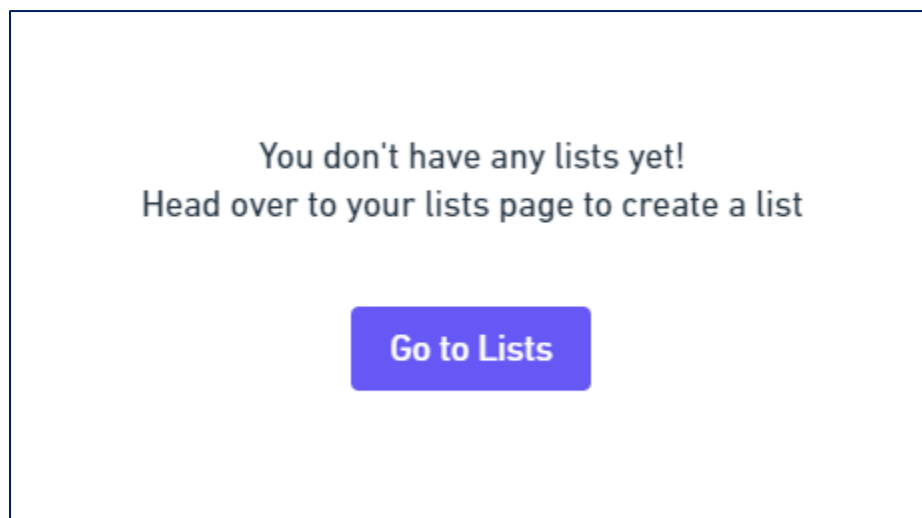 You don't have any lists yet!
Head over to your lists page to create a list
Go to Lists